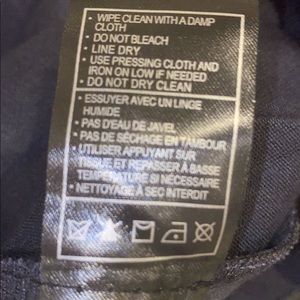 • WIPE CLEAN WITH A DAMP
CLOTH
• DO NOT BLEACH
• LINE DRY
• USE PRESSING CLOTH AND
IRON ON LOW IF NEEDED
• DO NOT DRY CLEAN
• ESSUYER AVEC UN LINGE
HUMIDE
• PAS D'EAU DE JAVEL
• PAS DE SÉCHAGE EN TAMBOUR
• UTILISER APPUYANT SUR
TISSUE ET REPASSER À BASSE
TEMPÉRATURE SI NÉCESSAIRE
• NETTOYAGE À SEC INTERDIT